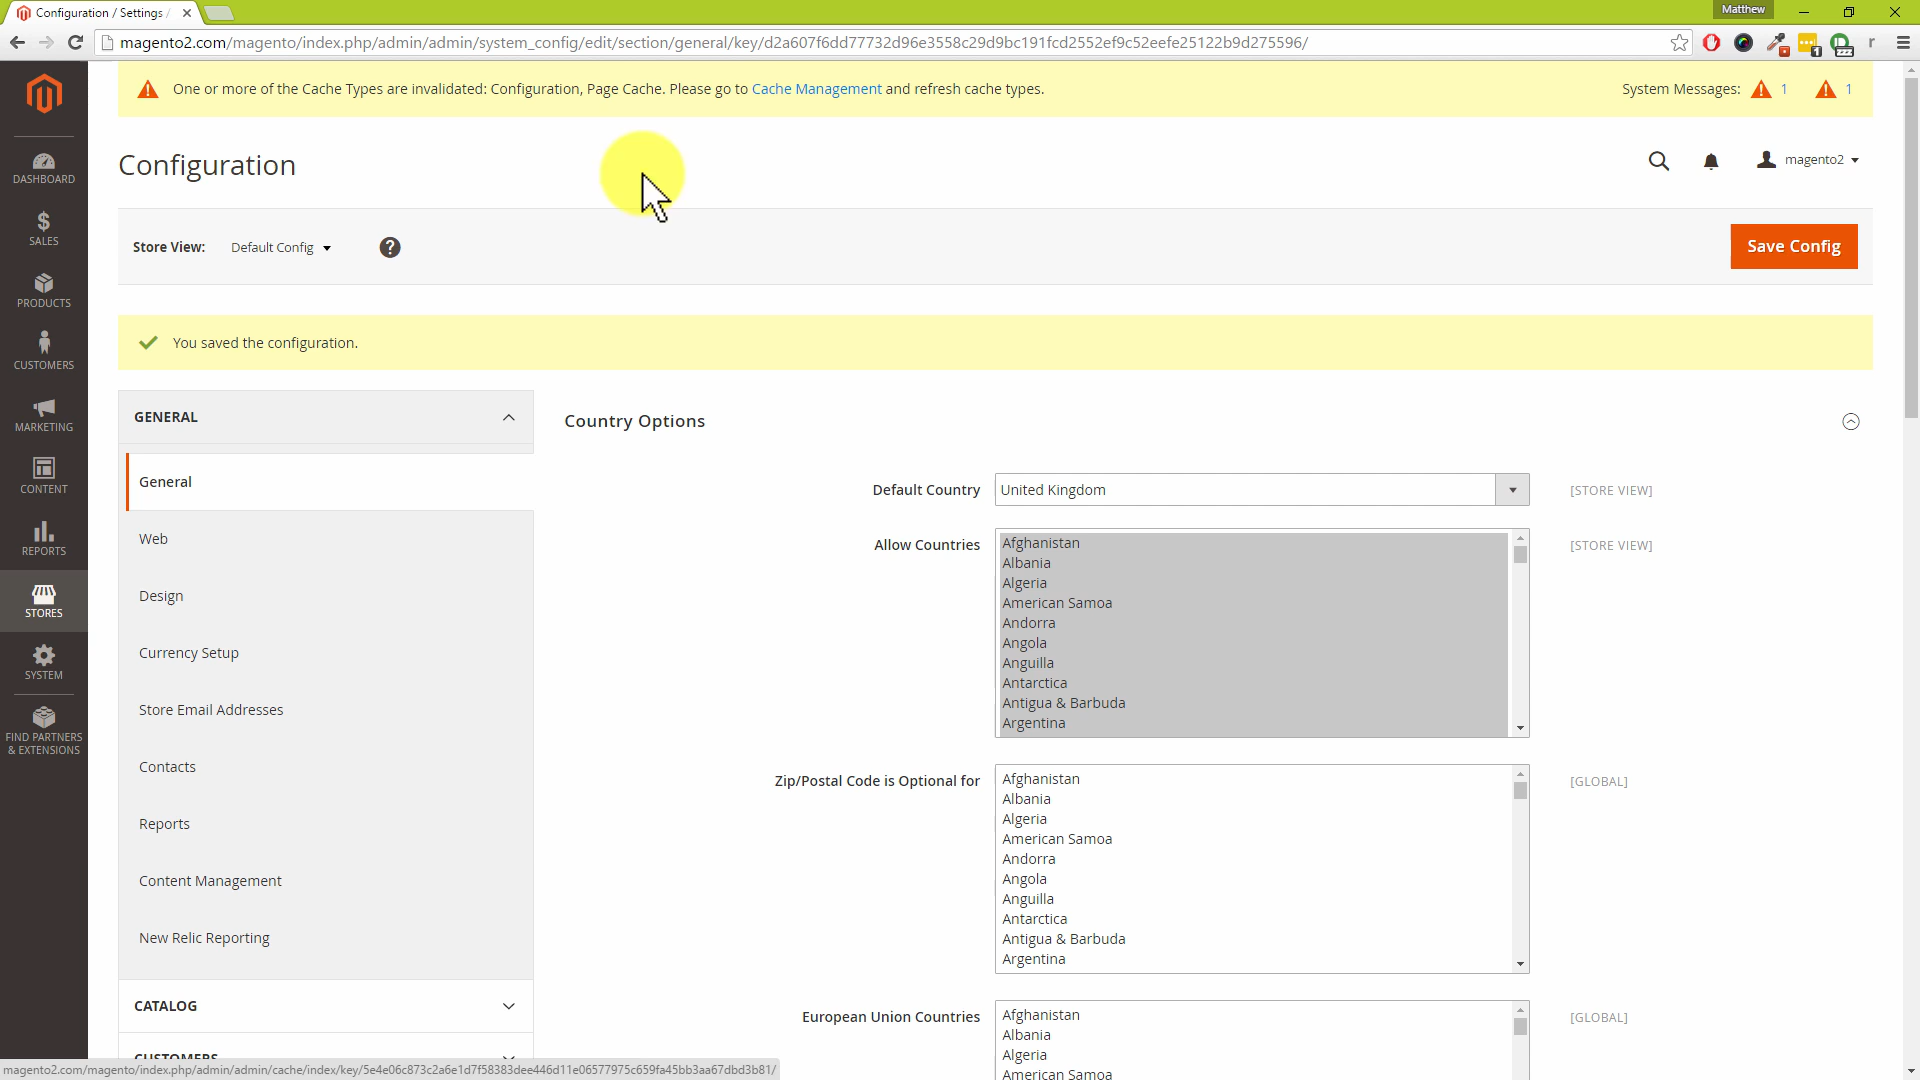 Configuration / Settings /
Matthew
magento2.com/magento/index.php/admin/admin/system_config/edit/section/general/key/d2a607f6dd77732d96e3558c29d9bc191fcd2552ef9c52eefe25122b9d275596/
1
zzz
r
One or more of the Cache Types are invalidated: Configuration, Page Cache. Please go to Cache Management and refresh cache types.
System Messages: 1 1
Configuration
magento2
Store View: Default Config ?
Save Config
You saved the configuration.
DASHBOARD
$
SALES
PRODUCTS
CUSTOMERS
MARKETING
CONTENT
REPORTS
STORES
SYSTEM
FIND PARTNERS
& EXTENSIONS
GENERAL
General
Web
Design
Currency Setup
Store Email Addresses
Contacts
Reports
Content Management
New Relic Reporting
CATALOG
CUSTOMERS
Country Options
Default Country United Kingdom [STORE VIEW]
Allow Countries [STORE VIEW]
Afghanistan
Albania
Algeria
American Samoa
Andorra
Angola
Anguilla
Antarctica
Antigua & Barbuda
Argentina
Zip/Postal Code is Optional for [GLOBAL]
Afghanistan
Albania
Algeria
American Samoa
Andorra
Angola
Anguilla
Antarctica
Antigua & Barbuda
Argentina
European Union Countries [GLOBAL]
Afghanistan
Albania
Algeria
American Samoa
magento2.com/magento/index.php/admin/admin/cache/index/key/5e4e06c873c2a6e1d7f58383dee446d11e06577975c659fa45bb3aa67dbd3b81/